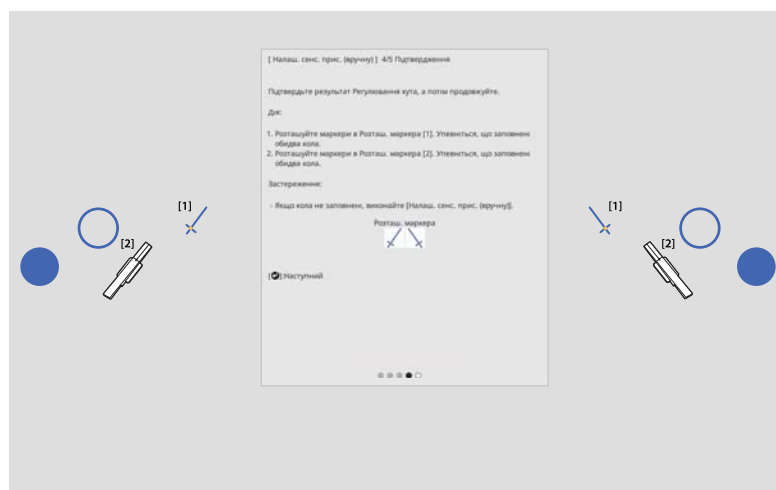 [ Налаш. сенс. прис. (вручну) ] 4/5 Підтвердження
Підтвердьте результат Регулювання кута, а потім продовжуйте.
Дія:
1. Розташуйте маркери в Розташ. маркера [1]. Упевніться, що заповнені
обидва кола.
2. Розташуйте маркери в Розташ. маркера [2]. Упевніться, що заповнені
обидва кола.
Застереження:
- Якщо кола не заповнені, виконайте [Налаш. сенс. прис. (вручну)].
[1]
[1]
Розташ. маркера
[2]
[2]
[ ]:Наступний